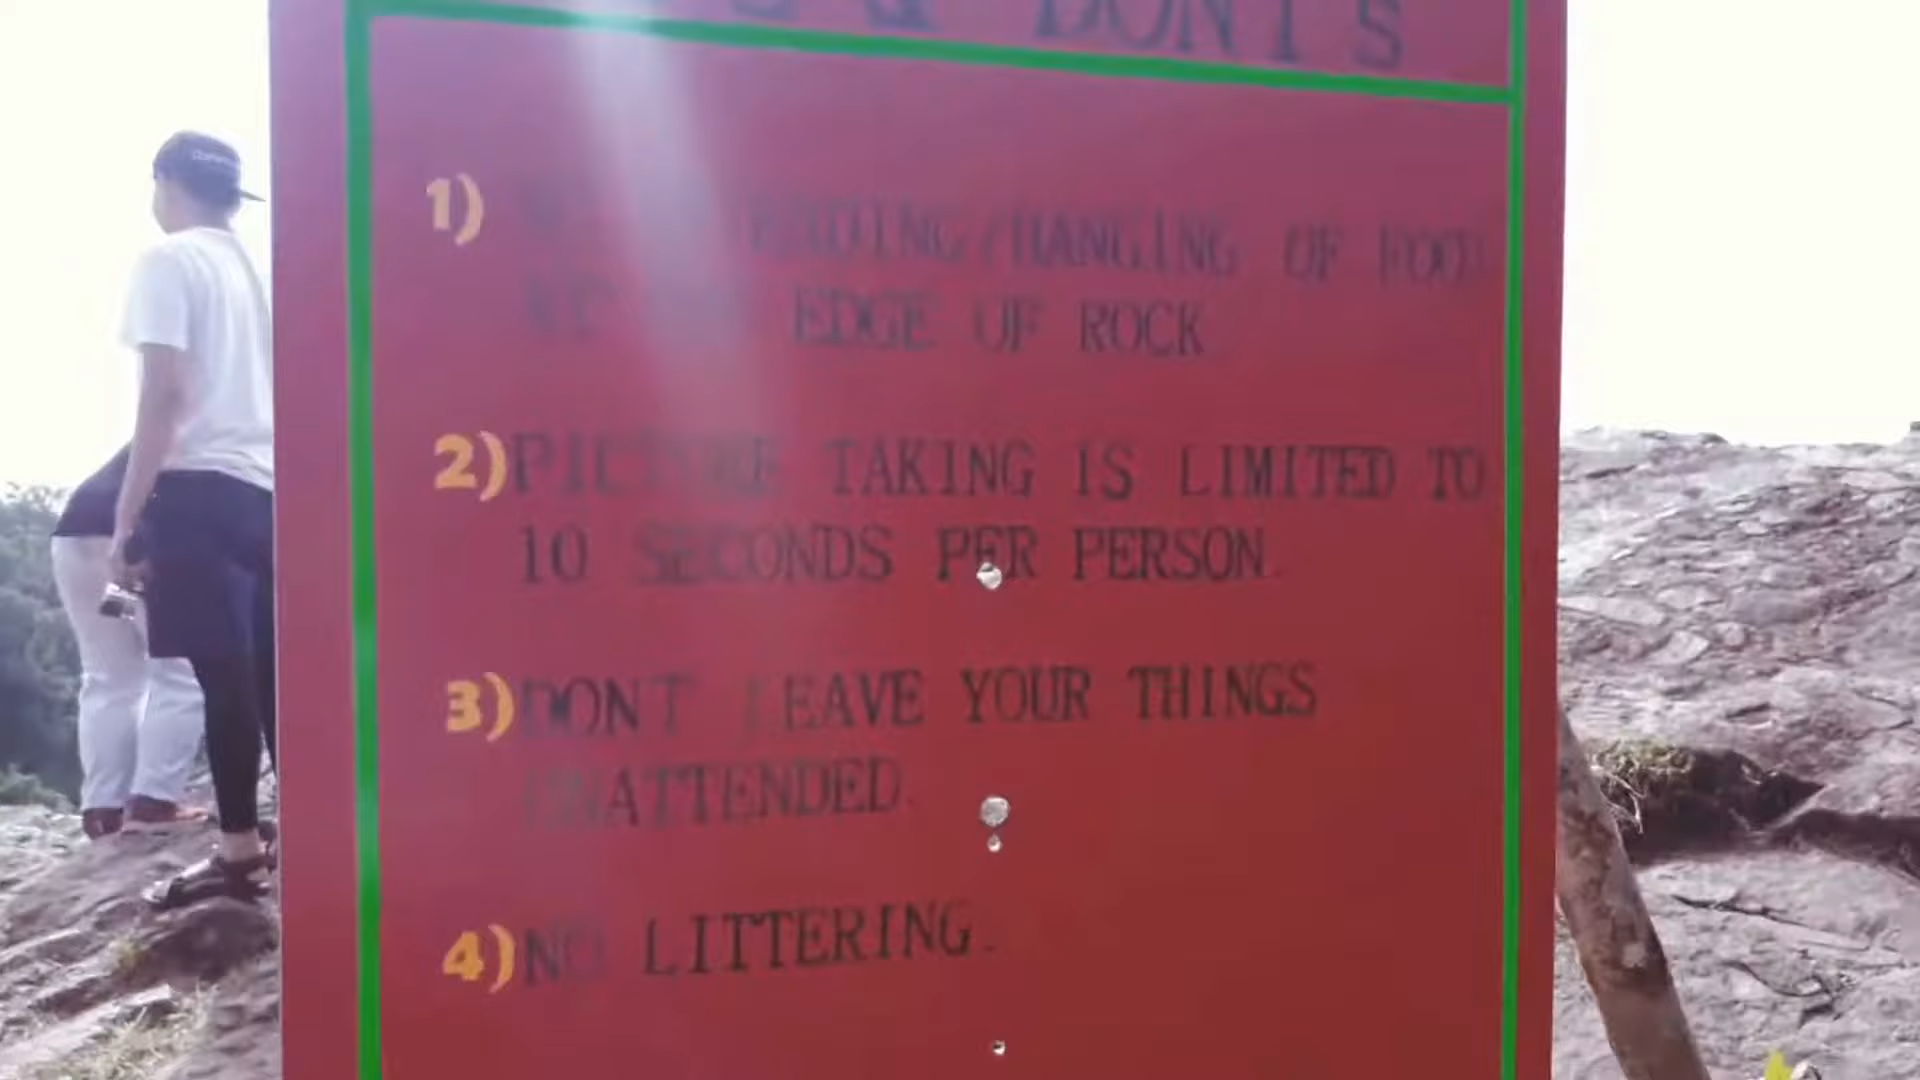 & DONTS
1) /HANGING OF FOOT
EDGE OF ROCK
2) PICTURE TAKING IS LIMITED TO
10 SECONDS PER PERSON.
3) DONT LEAVE YOUR THINGS
UNATTENDED.
4) NO LITTERING.